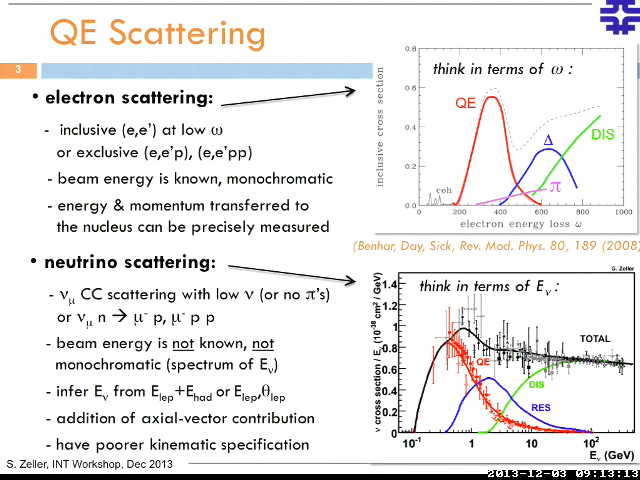 QE Scattering
3
• electron scattering:
- inclusive (e,e') at low ω
or exclusive (e,e'p), (e,e'pp)
- beam energy is known, monochromatic
- energy & momentum transferred to
the nucleus can be precisely measured
think in terms of ω :
inclusive cross section
0.8
0.6
0.4
0.2
0.0
QE
Δ
DIS
π
coh
0 200 400 600 800 1000
electron energy loss ω
(Benhar, Day, Sick, Rev. Mod. Phys. 80, 189 (2008)
• neutrino scattering:
- νμ CC scattering with low ν (or no π's)
or νμ n → μ- p, μ- p p
- beam energy is not known, not
monochromatic (spectrum of Eν)
- infer Eν from Elep+Ehad or Elep,θlep
- addition of axial-vector contribution
- have poorer kinematic specification
G. Zeller
think in terms of Eν :
ν cross section / Eν (10-38 cm2 / GeV)
1.4
1.2
1
0.8
0.6
0.4
0.2
0
TOTAL
QE
DIS
RES
10-1 1 10 102
Eν (GeV)
S. Zeller, INT Workshop, Dec 2013
2013-12-03 09:13:13